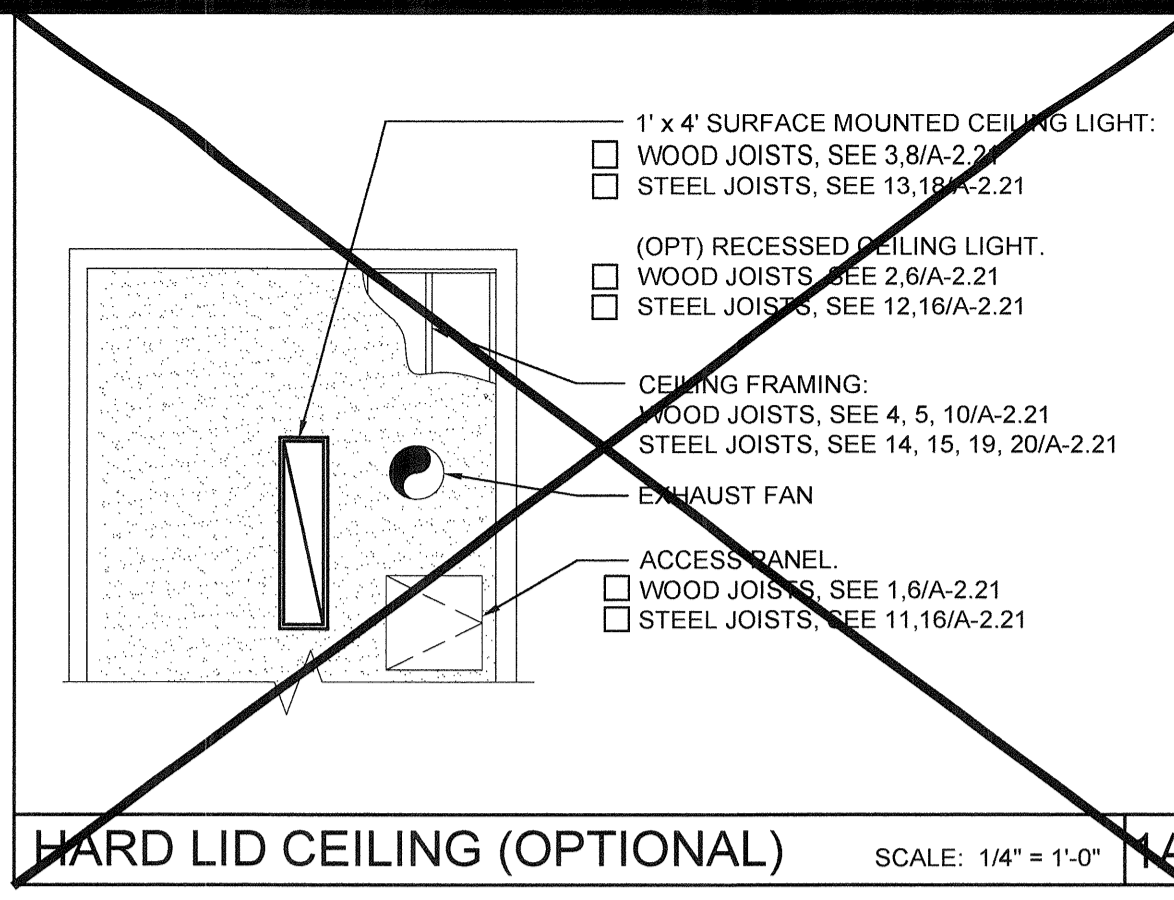 1' x 4' SURFACE MOUNTED CEILING LIGHT:
WOOD JOISTS, SEE 3,8/A-2.21
STEEL JOISTS, SEE 13,18/A-2.21
(OPT) RECESSED CEILING LIGHT.
WOOD JOISTS, SEE 2,6/A-2.21
STEEL JOISTS, SEE 12,16/A-2.21
CEILING FRAMING:
WOOD JOISTS, SEE 4, 5, 10/A-2.21
STEEL JOISTS, SEE 14, 15, 19, 20/A-2.21
EXHAUST FAN
ACCESS PANEL.
WOOD JOISTS, SEE 1,6/A-2.21
STEEL JOISTS, SEE 11,16/A-2.21
HARD LID CEILING (OPTIONAL)
SCALE: 1/4" = 1'-0"